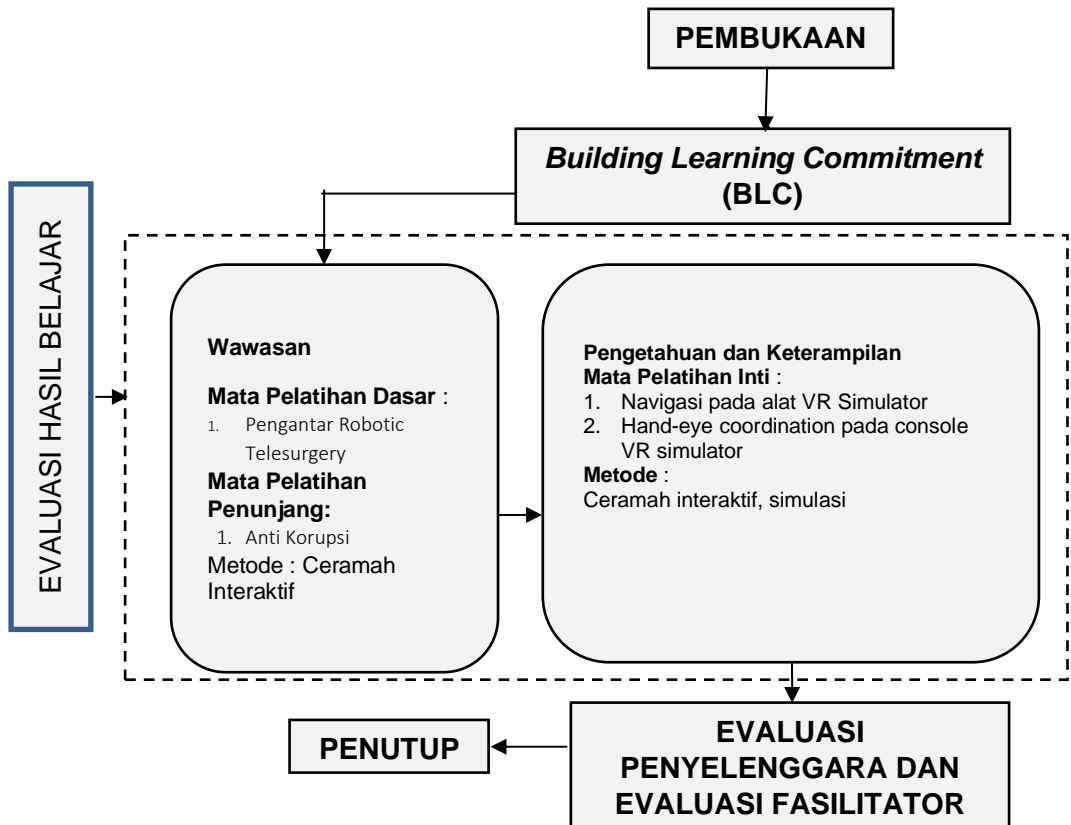 PEMBUKAAN
Building Learning Commitment
(BLC)
EVALUASI HASIL BELAJAR
Wawasan
Mata Pelatihan Dasar :
1. Pengantar Robotic
Telesurgery
Mata Pelatihan
Penunjang:
1. Anti Korupsi
Metode : Ceramah
Interaktif
Pengetahuan dan Keterampilan
Mata Pelatihan Inti :
1. Navigasi pada alat VR Simulator
2. Hand-eye coordination pada console
VR simulator
Metode :
Ceramah interaktif, simulasi
EVALUASI
PENYELENGGARA DAN
EVALUASI FASILITATOR
PENUTUP